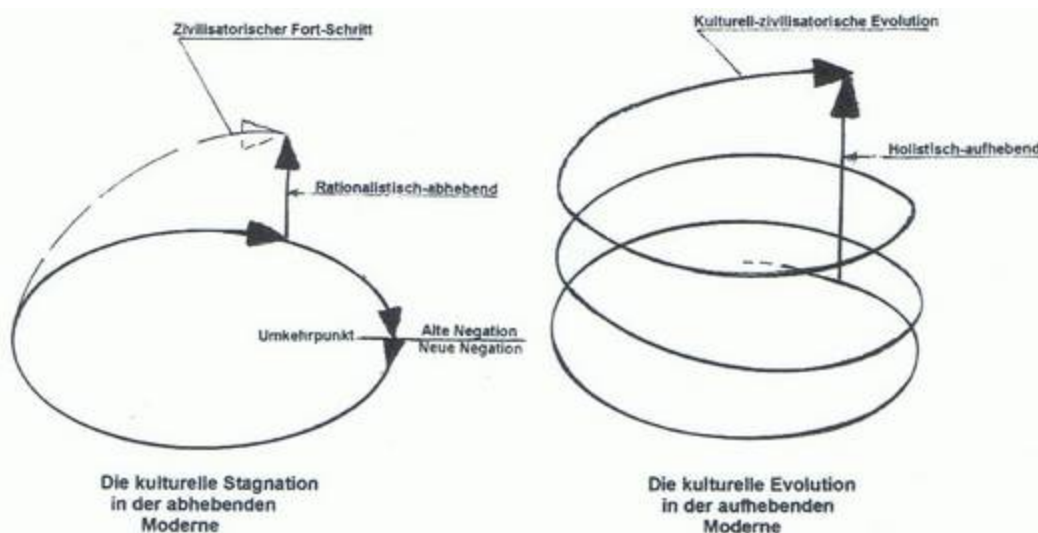 Zivilisatorischer Fort-Schritt
Rationalistisch-abhebend
Umkehrpunkt
Alte Negation
Neue Negation
Die kulturelle Stagnation
in der abhebenden
Moderne
Kulturell-zivilisatorische Evolution
Holistisch-aufhebend
Die kulturelle Evolution
in der aufhebenden
Moderne